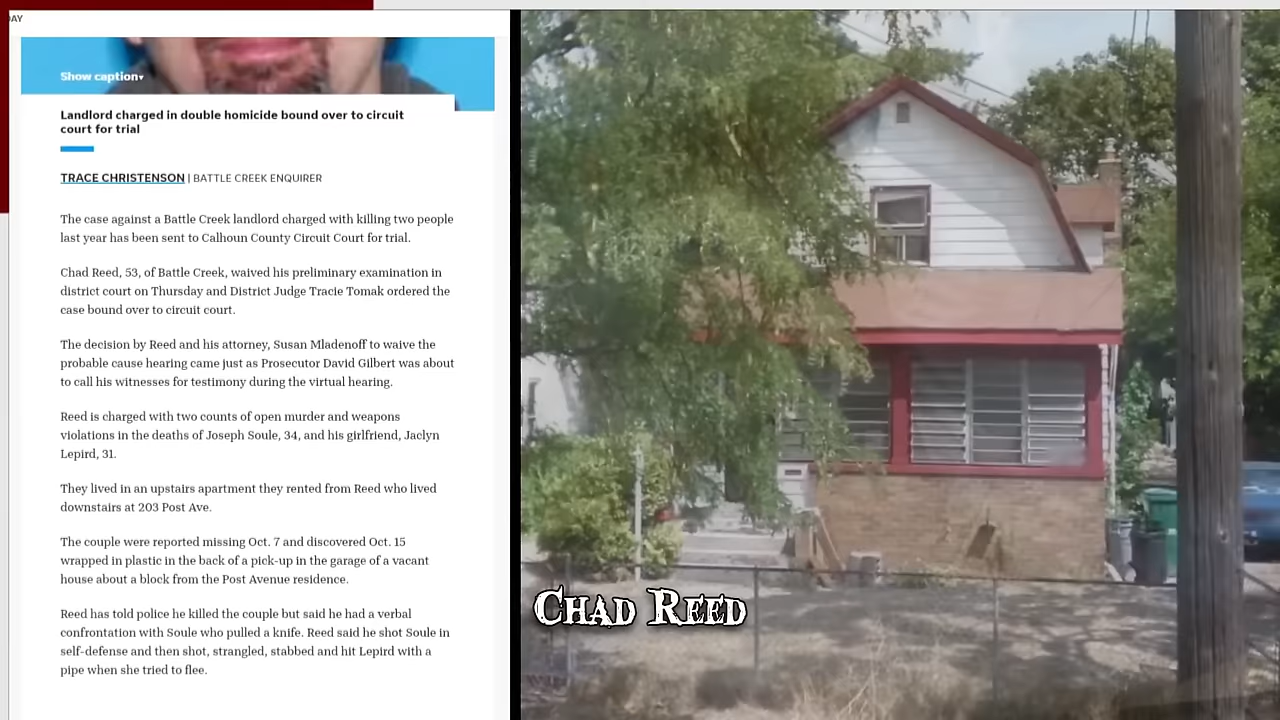 DAY
Show caption▾
Landlord charged in double homicide bound over to circuit
court for trial
TRACE CHRISTENSON | BATTLE CREEK ENQUIRER
The case against a Battle Creek landlord charged with killing two people
last year has been sent to Calhoun County Circuit Court for trial.
Chad Reed, 53, of Battle Creek, waived his preliminary examination in
district court on Thursday and District Judge Tracie Tomak ordered the
case bound over to circuit court.
The decision by Reed and his attorney, Susan Mladenoff to waive the
probable cause hearing came just as Prosecutor David Gilbert was about
to call his witnesses for testimony during the virtual hearing.
Reed is charged with two counts of open murder and weapons
violations in the deaths of Joseph Soule, 34, and his girlfriend, Jaclyn
Lepird, 31.
They lived in an upstairs apartment they rented from Reed who lived
downstairs at 203 Post Ave.
The couple were reported missing Oct. 7 and discovered Oct. 15
wrapped in plastic in the back of a pick-up in the garage of a vacant
house about a block from the Post Avenue residence.
Reed has told police he killed the couple but said he had a verbal
confrontation with Soule who pulled a knife. Reed said he shot Soule in
self-defense and then shot, strangled, stabbed and hit Lepird with a
pipe when she tried to flee.
CHAD REED